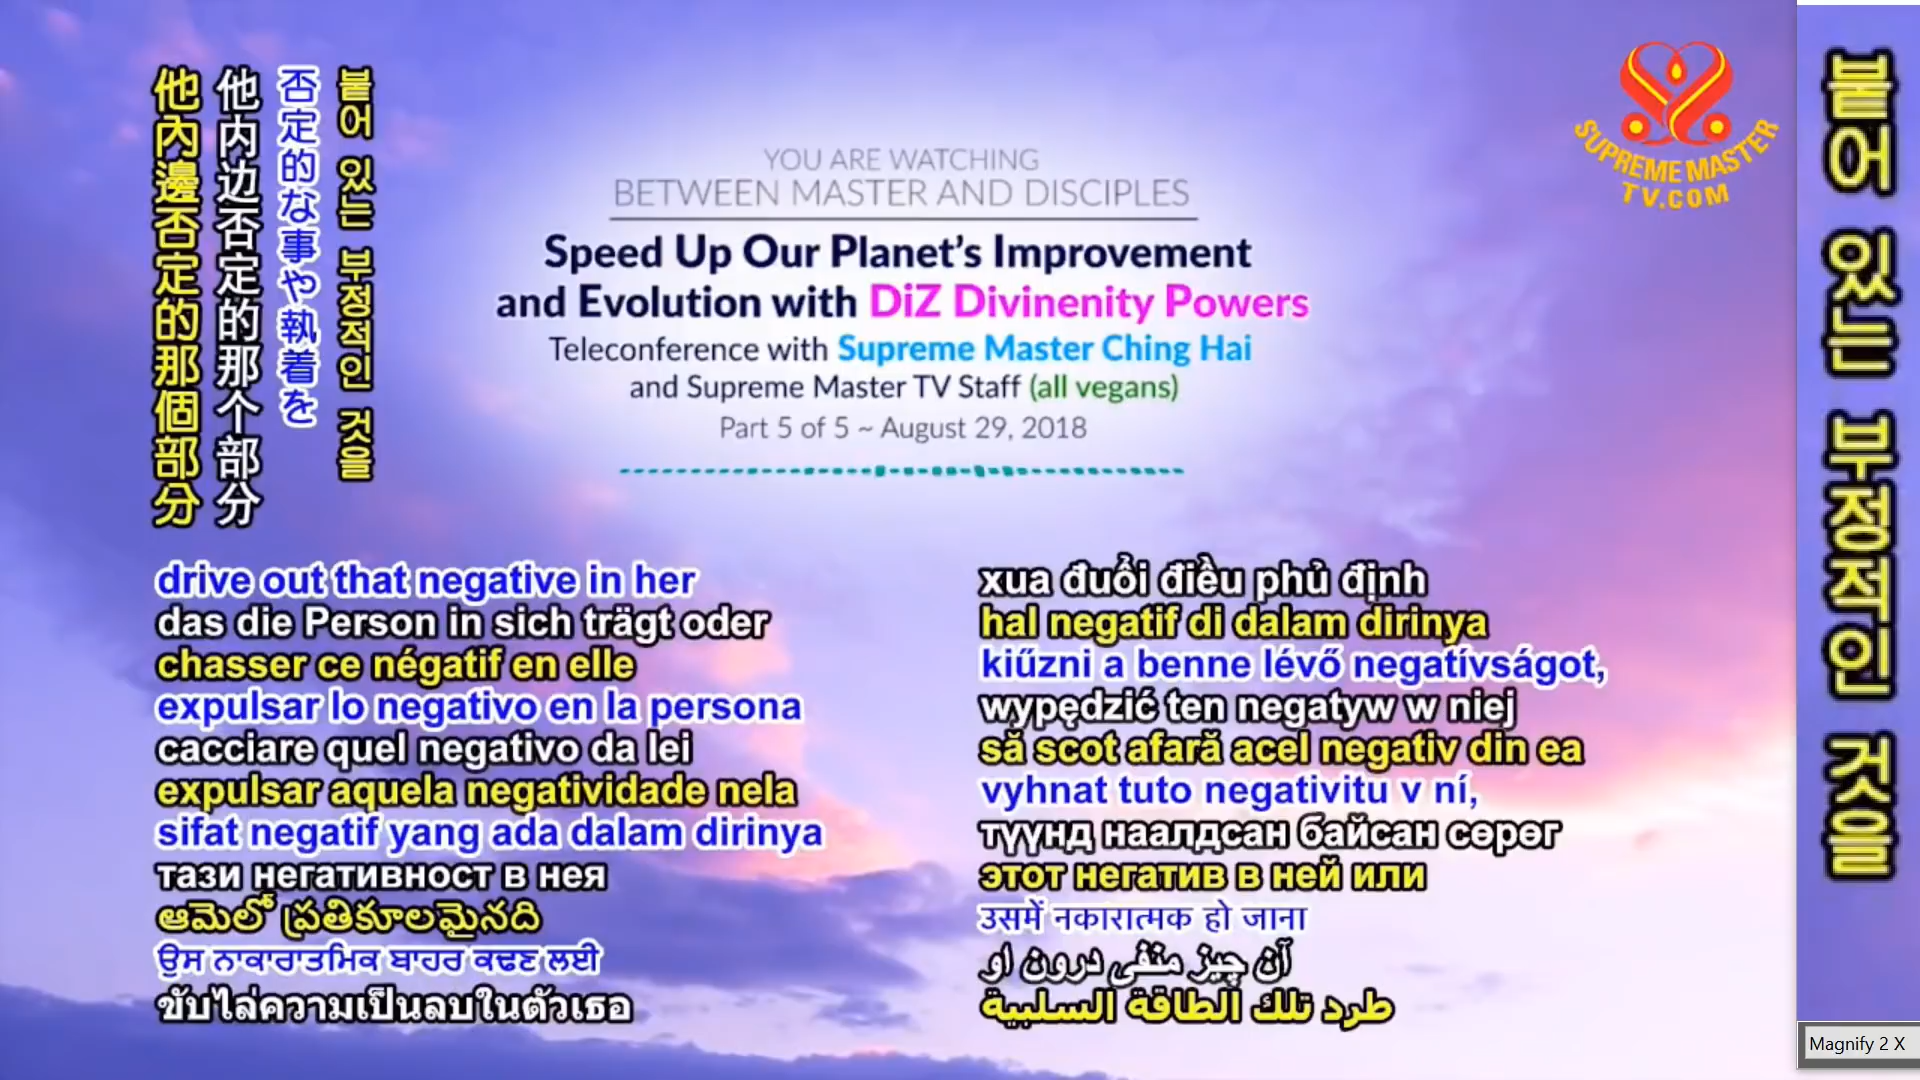 他內邊否定的那個部分
他内边否定的那个部分
否定的な事や執着を
붙어 있는 부정적인 것을
YOU ARE WATCHING
BETWEEN MASTER AND DISCIPLES
Speed Up Our Planet’s Improvement
and Evolution with DiZ Divinenity Powers
Teleconference with Supreme Master Ching Hai
and Supreme Master TV Staff (all vegans)
Part 5 of 5 ~ August 29, 2018
SUPREME MASTER
TV.COM
drive out that negative in her
das die Person in sich trägt oder
chasser ce négatif en elle
expulsar lo negativo en la persona
cacciare quel negativo da lei
expulsar aquela negatividade nela
sifat negatif yang ada dalam dirinya
тази негативност в нея
ఆమెలో ప్రతికూలమైనది
ਉਸ ਨਾਕਾਰਾਤਮਿਕ ਬਾਹਰ ਕਢਣ ਲਈ
ขับไล่ความเป็นลบในตัวเธอ
xua đuổi điều phủ định
hal negatif di dalam dirinya
kiűzni a benne lévő negatívságot,
wypędzić ten negatyw w niej
să scot afară acel negativ din ea
vyhnat tuto negativitu v ní,
түүнд наалдсан байсан сөрөг
этот негатив в ней или
उसमें नकारात्मक हो जाना
آن چیز منفی درون او
طرد تلك الطاقة السلبية
붙어 있는 부정적인 것을
Magnify 2 X